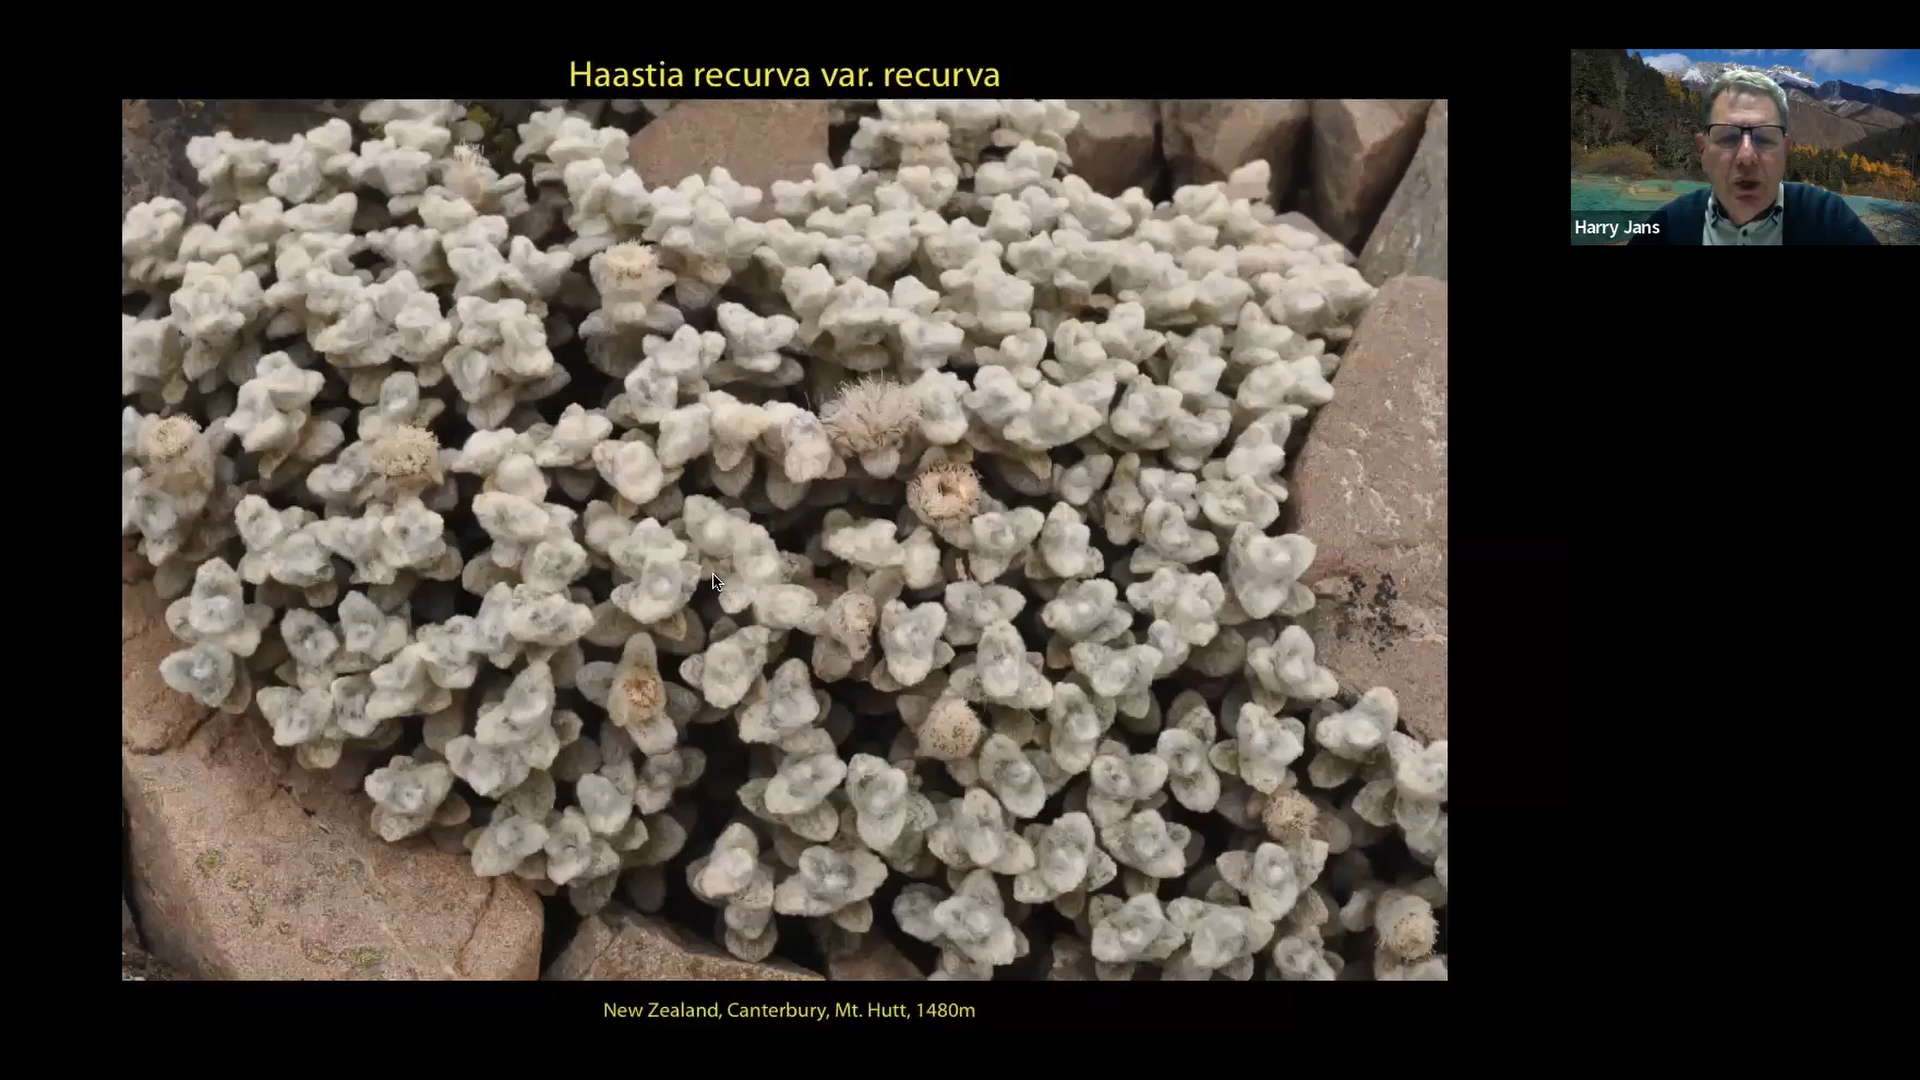 Haastia recurva var. recurva
Harry Jans
New Zealand, Canterbury, Mt. Hutt, 1480m